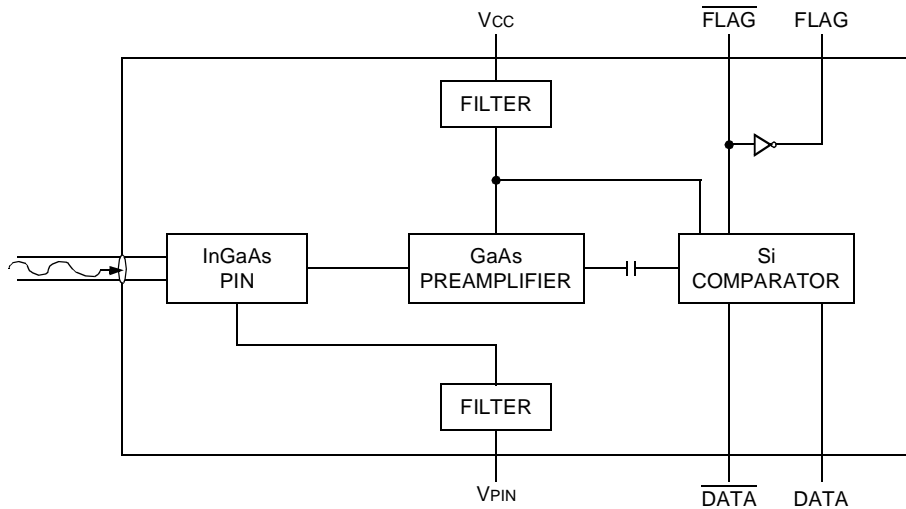 VCC
FLAG
FLAG
FILTER
InGaAs
PIN
GaAs
PREAMPLIFIER
Si
COMPARATOR
FILTER
VPIN
DATA
DATA